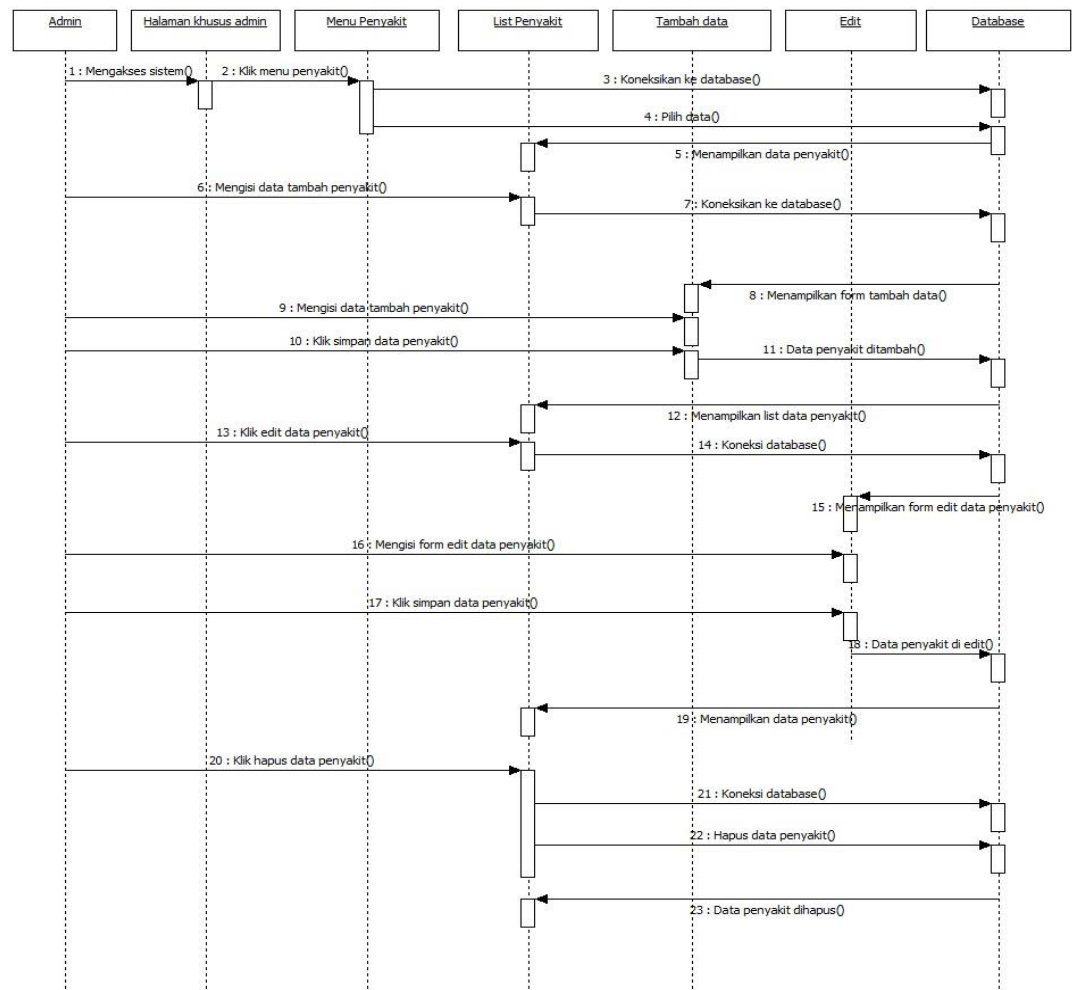 Admin
Halaman khusus admin
Menu Penyakit
List Penyakit
Tambah data
Edit
Database
1 : Mengakses sistem()
2 : Klik menu penyakit()
3 : Koneksikan ke database()
4 : Pilih data()
5 : Menampilkan data penyakit()
6 : Mengisi data tambah penyakit()
7 : Koneksikan ke database()
8 : Menampilkan form tambah data()
9 : Mengisi data tambah penyakit()
10 : Klik simpan data penyakit()
11 : Data penyakit ditambah()
12 : Menampilkan list data penyakit()
13 : Klik edit data penyakit()
14 : Koneksi database()
15 : Menampilkan form edit data penyakit()
16 : Mengisi form edit data penyakit()
17 : Klik simpan data penyakit()
18 : Data penyakit di edit()
19 : Menampilkan data penyakit()
20 : Klik hapus data penyakit()
21 : Koneksi database()
22 : Hapus data penyakit()
23 : Data penyakit dihapus()